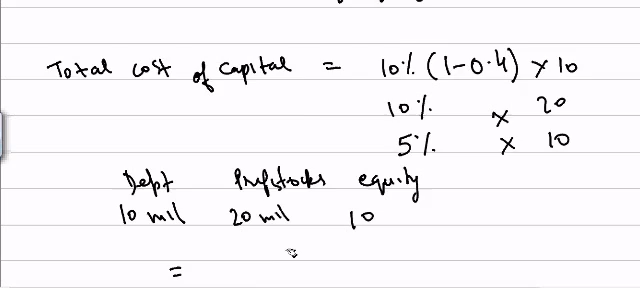 Total cost of capital = 10% (1-0.4) x 10
10% x 20
5% x 10
Dept Prefstocks equity
10 mil 20 mil 10
=